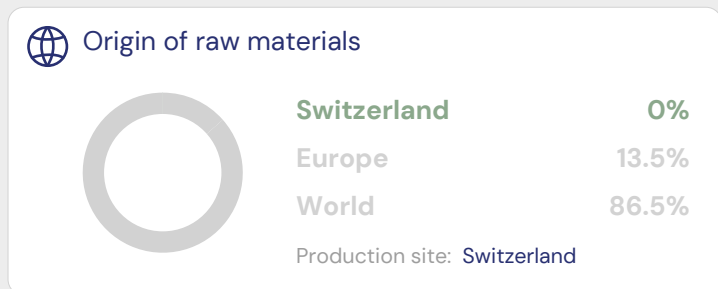 Origin of raw materials
Switzerland 0%
Europe 13.5%
World 86.5%
Production site: Switzerland